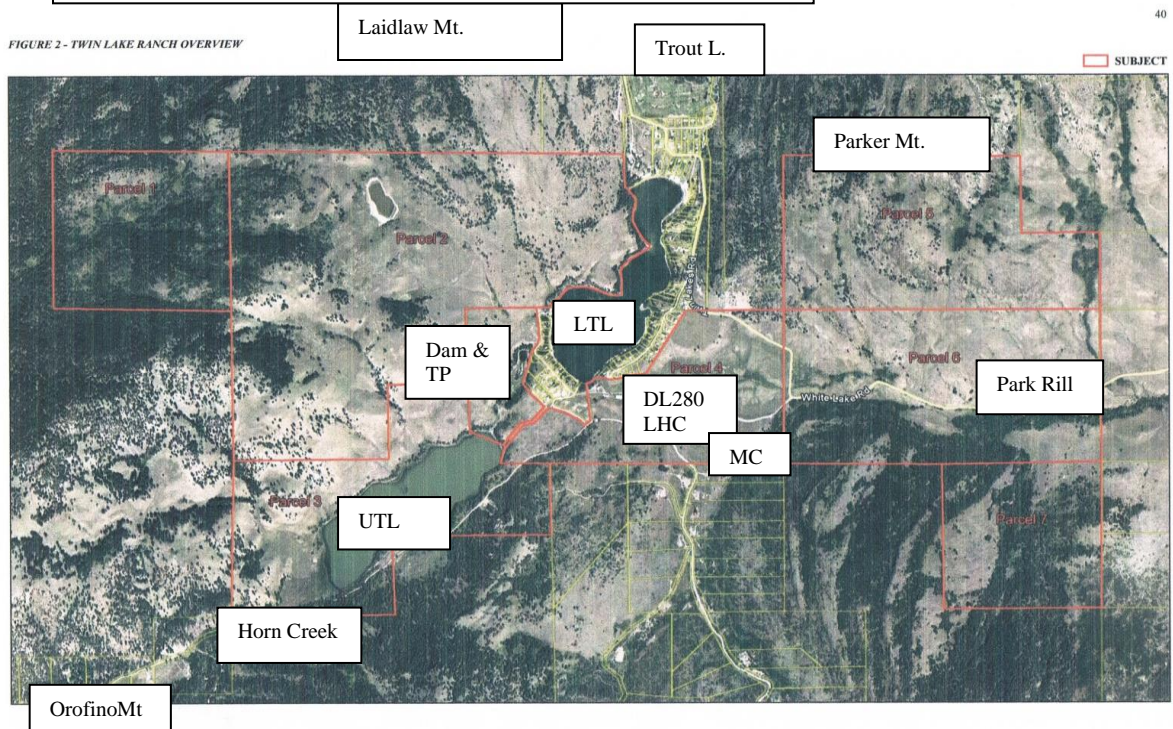 40
Laidlaw Mt.
Trout L.
FIGURE 2 - TWIN LAKE RANCH OVERVIEW
SUBJECT
Parker Mt.
Parcel 1
Parcel 2
Parcel 5
LTL
Dam &
TP
Parcel 4
Parcel 6
DL280
LHC
Park Rill
White Lake Rd
MC
Parcel 3
UTL
Parcel 7
Horn Creek
OrofinoMt